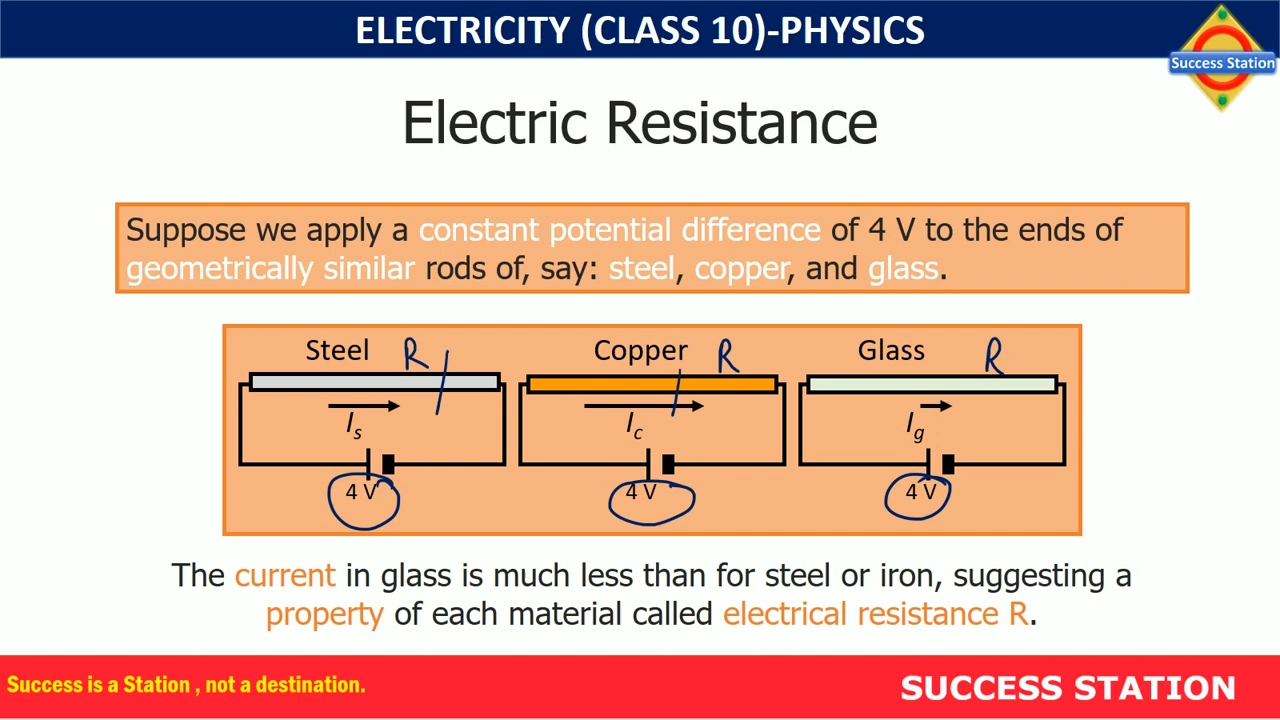 ELECTRICITY (CLASS 10)-PHYSICS
Success Station
Electric Resistance
Suppose we apply a constant potential difference of 4 V to the ends of
geometrically similar rods of, say: steel, copper, and glass.
Steel R Copper R Glass R
Is Ic Ig
4 V 4 V 4 V
The current in glass is much less than for steel or iron, suggesting a
property of each material called electrical resistance R.
Success is a Station , not a destination.
SUCCESS STATION